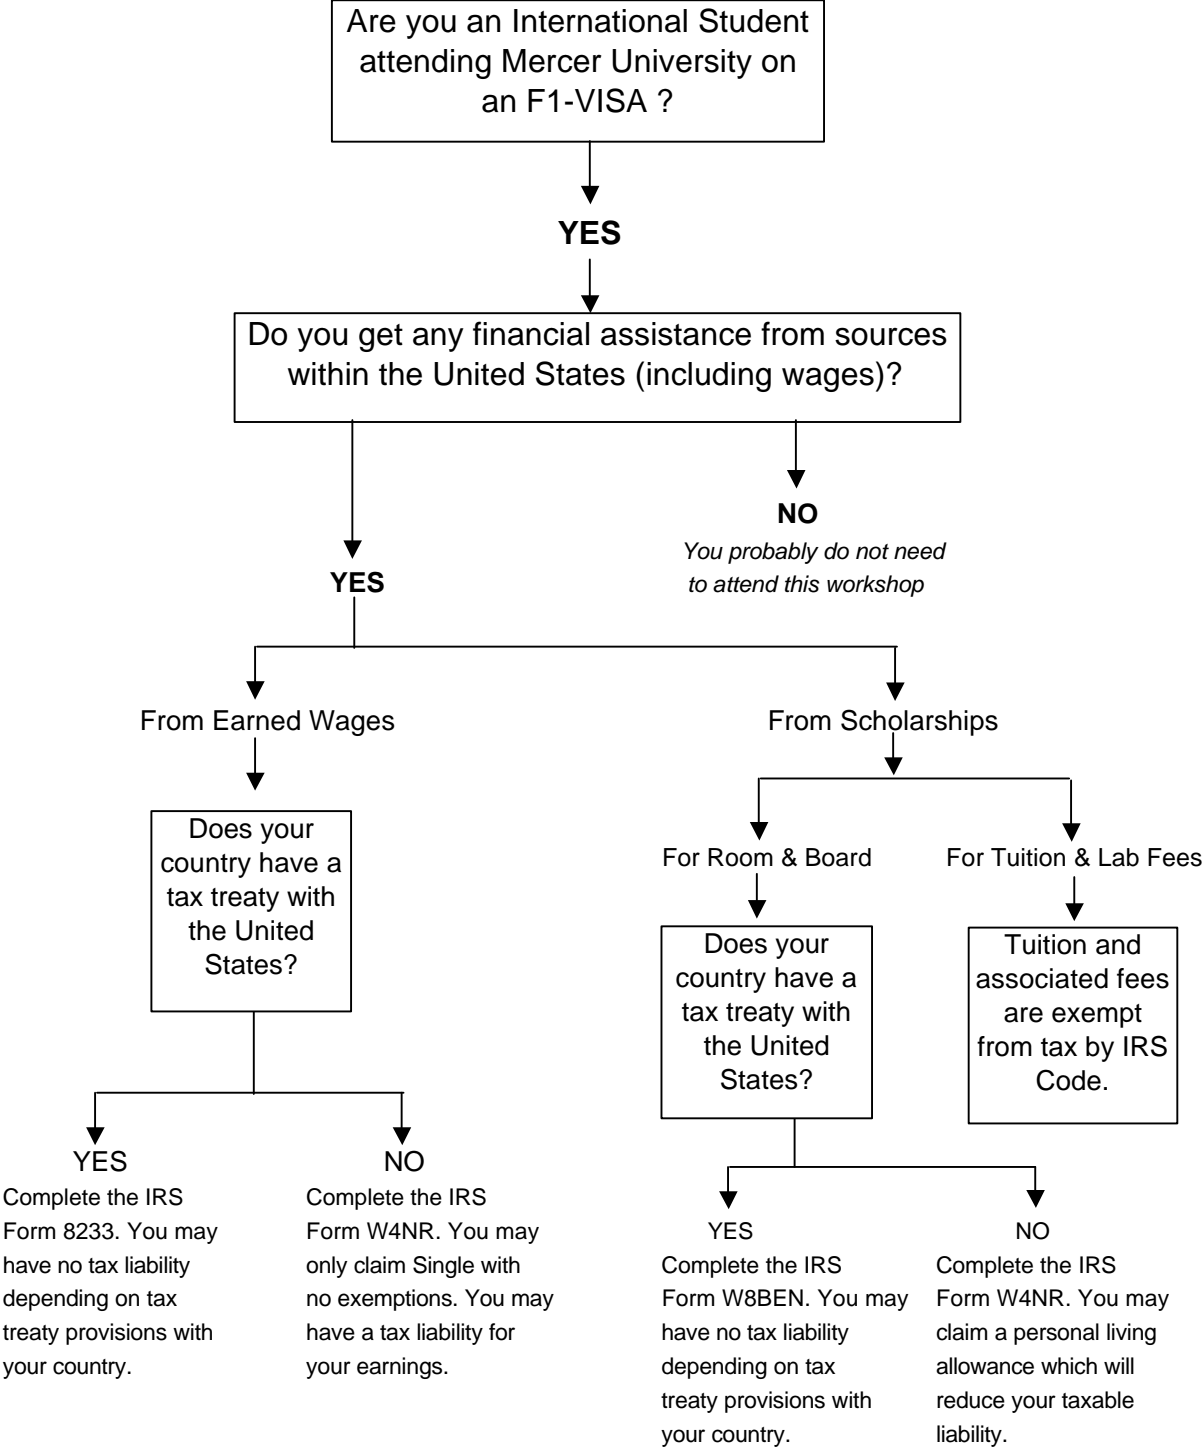 Are you an International Student
attending Mercer University on
an F1-VISA ?
YES
Do you get any financial assistance from sources
within the United States (including wages)?
NO
You probably do not need
to attend this workshop
YES
From Earned Wages
From Scholarships
Does your
country have a
tax treaty with
the United
States?
For Room & Board
For Tuition & Lab Fees
Does your
country have a
tax treaty with
the United
States?
Tuition and
associated fees
are exempt
from tax by IRS
Code.
YES
Complete the IRS
Form 8233. You may
have no tax liability
depending on tax
treaty provisions with
your country.
NO
Complete the IRS
Form W4NR. You may
only claim Single with
no exemptions. You may
have a tax liability for
your earnings.
YES
Complete the IRS
Form W8BEN. You may
have no tax liability
depending on tax
treaty provisions with
your country.
NO
Complete the IRS
Form W4NR. You may
claim a personal living
allowance which will
reduce your taxable
liability.